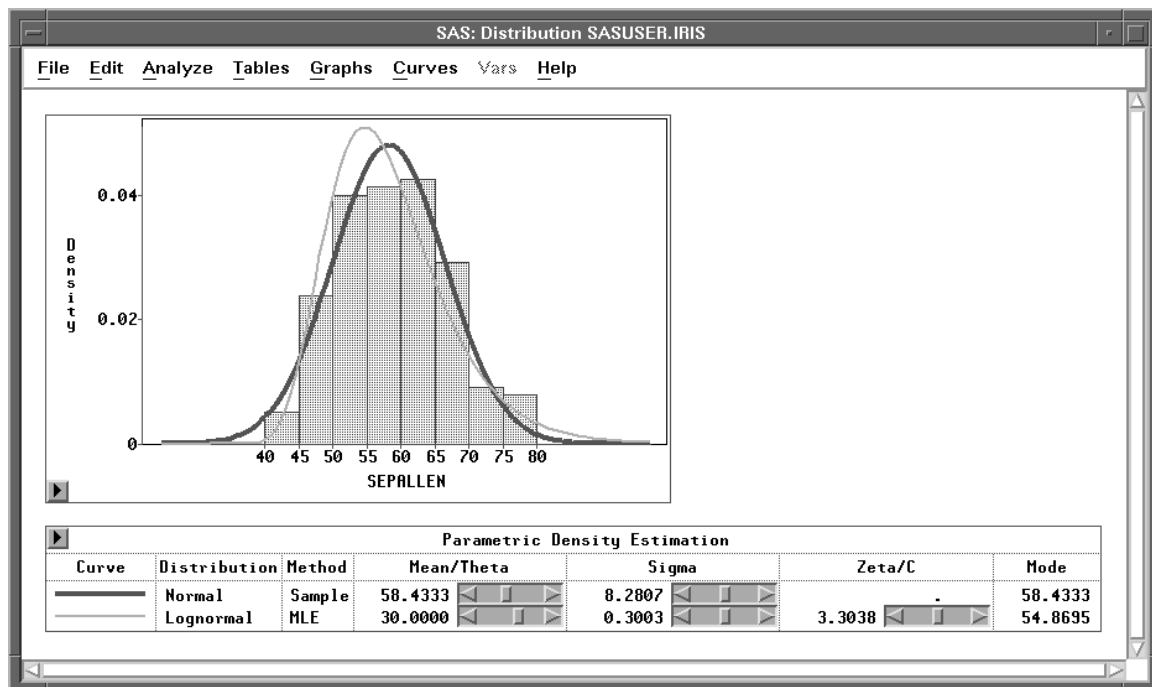 SAS: Distribution SASUSER.IRIS
File Edit Analyze Tables Graphs Curves Vars Help
Density
0.04
0.02
0
40 45 50 55 60 65 70 75 80
SEPALLEN
Parametric Density Estimation
Curve Distribution Method Mean/Theta Sigma Zeta/C Mode
Normal Sample 58.4333 8.2807 . 58.4333
Lognormal MLE 30.0000 0.3003 3.3038 54.8695